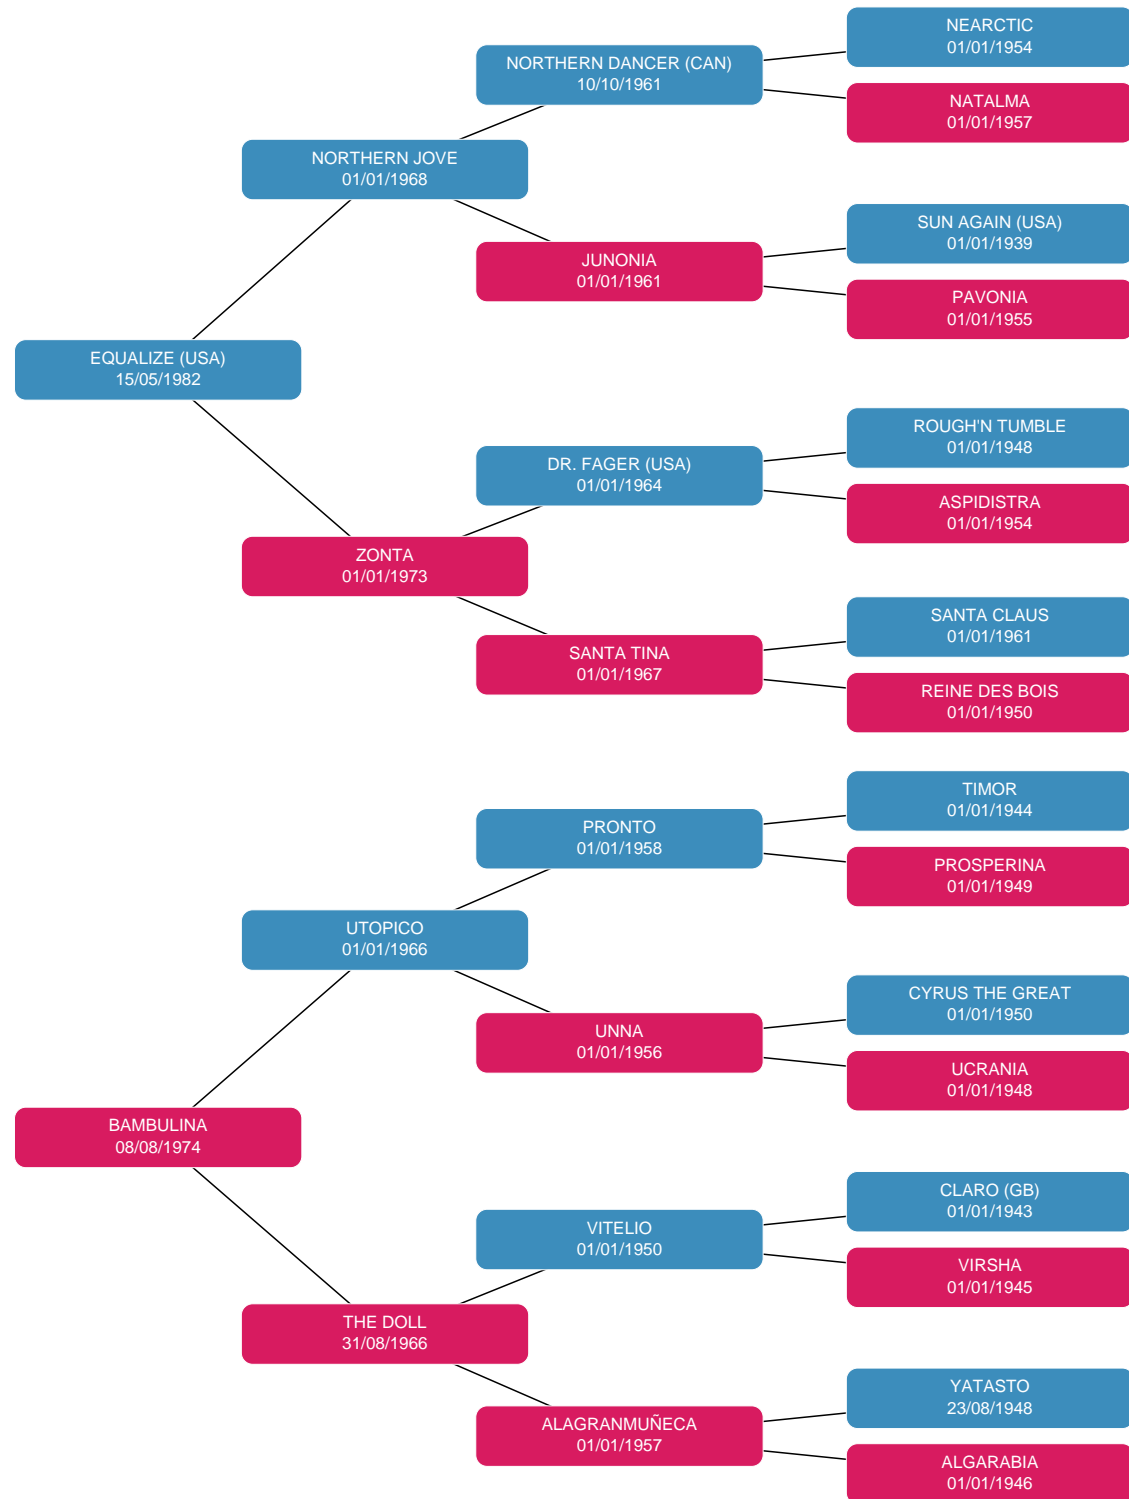 NEARCTIC
01/01/1954
NORTHERN DANCER (CAN)
10/10/1961
NATALMA
01/01/1957
NORTHERN JOVE
01/01/1968
SUN AGAIN (USA)
01/01/1939
JUNONIA
01/01/1961
PAVONIA
01/01/1955
EQUALIZE (USA)
15/05/1982
ROUGH'N TUMBLE
01/01/1948
DR. FAGER (USA)
01/01/1964
ASPIDISTRA
01/01/1954
ZONTA
01/01/1973
SANTA CLAUS
01/01/1961
SANTA TINA
01/01/1967
REINE DES BOIS
01/01/1950
TIMOR
01/01/1944
PRONTO
01/01/1958
PROSPERINA
01/01/1949
UTOPICO
01/01/1966
CYRUS THE GREAT
01/01/1950
UNNA
01/01/1956
UCRANIA
01/01/1948
BAMBULINA
08/08/1974
CLARO (GB)
01/01/1943
VITELIO
01/01/1950
VIRSHA
01/01/1945
THE DOLL
31/08/1966
YATASTO
23/08/1948
ALAGRANMUÑECA
01/01/1957
ALGARABIA
01/01/1946